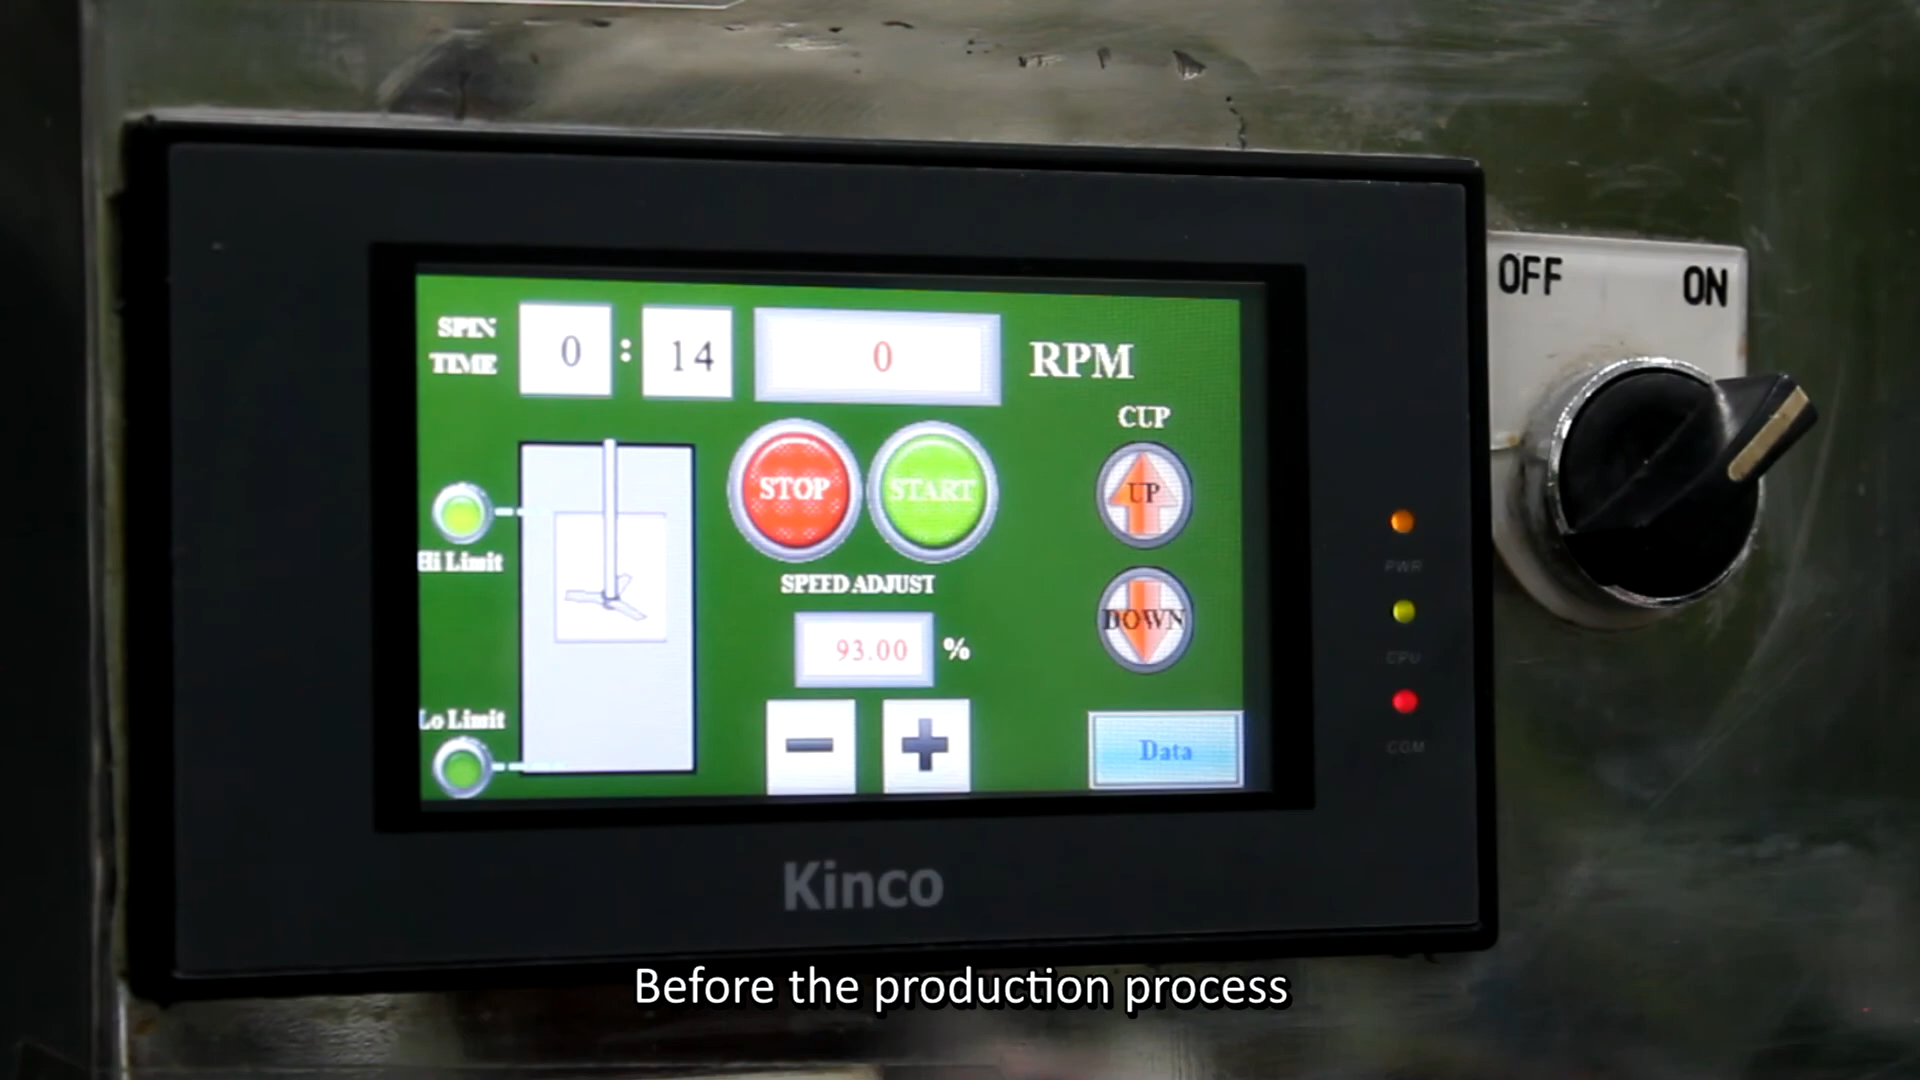 OFF ON
SPIN
TIME
0 : 14
0
RPM
CUP
STOP
START
UP
Hi Limit
SPEED ADJUST
DOWN
93.00 %
Lo Limit
- +
Data
PWR
CPU
COM
Kinco
Before the production process